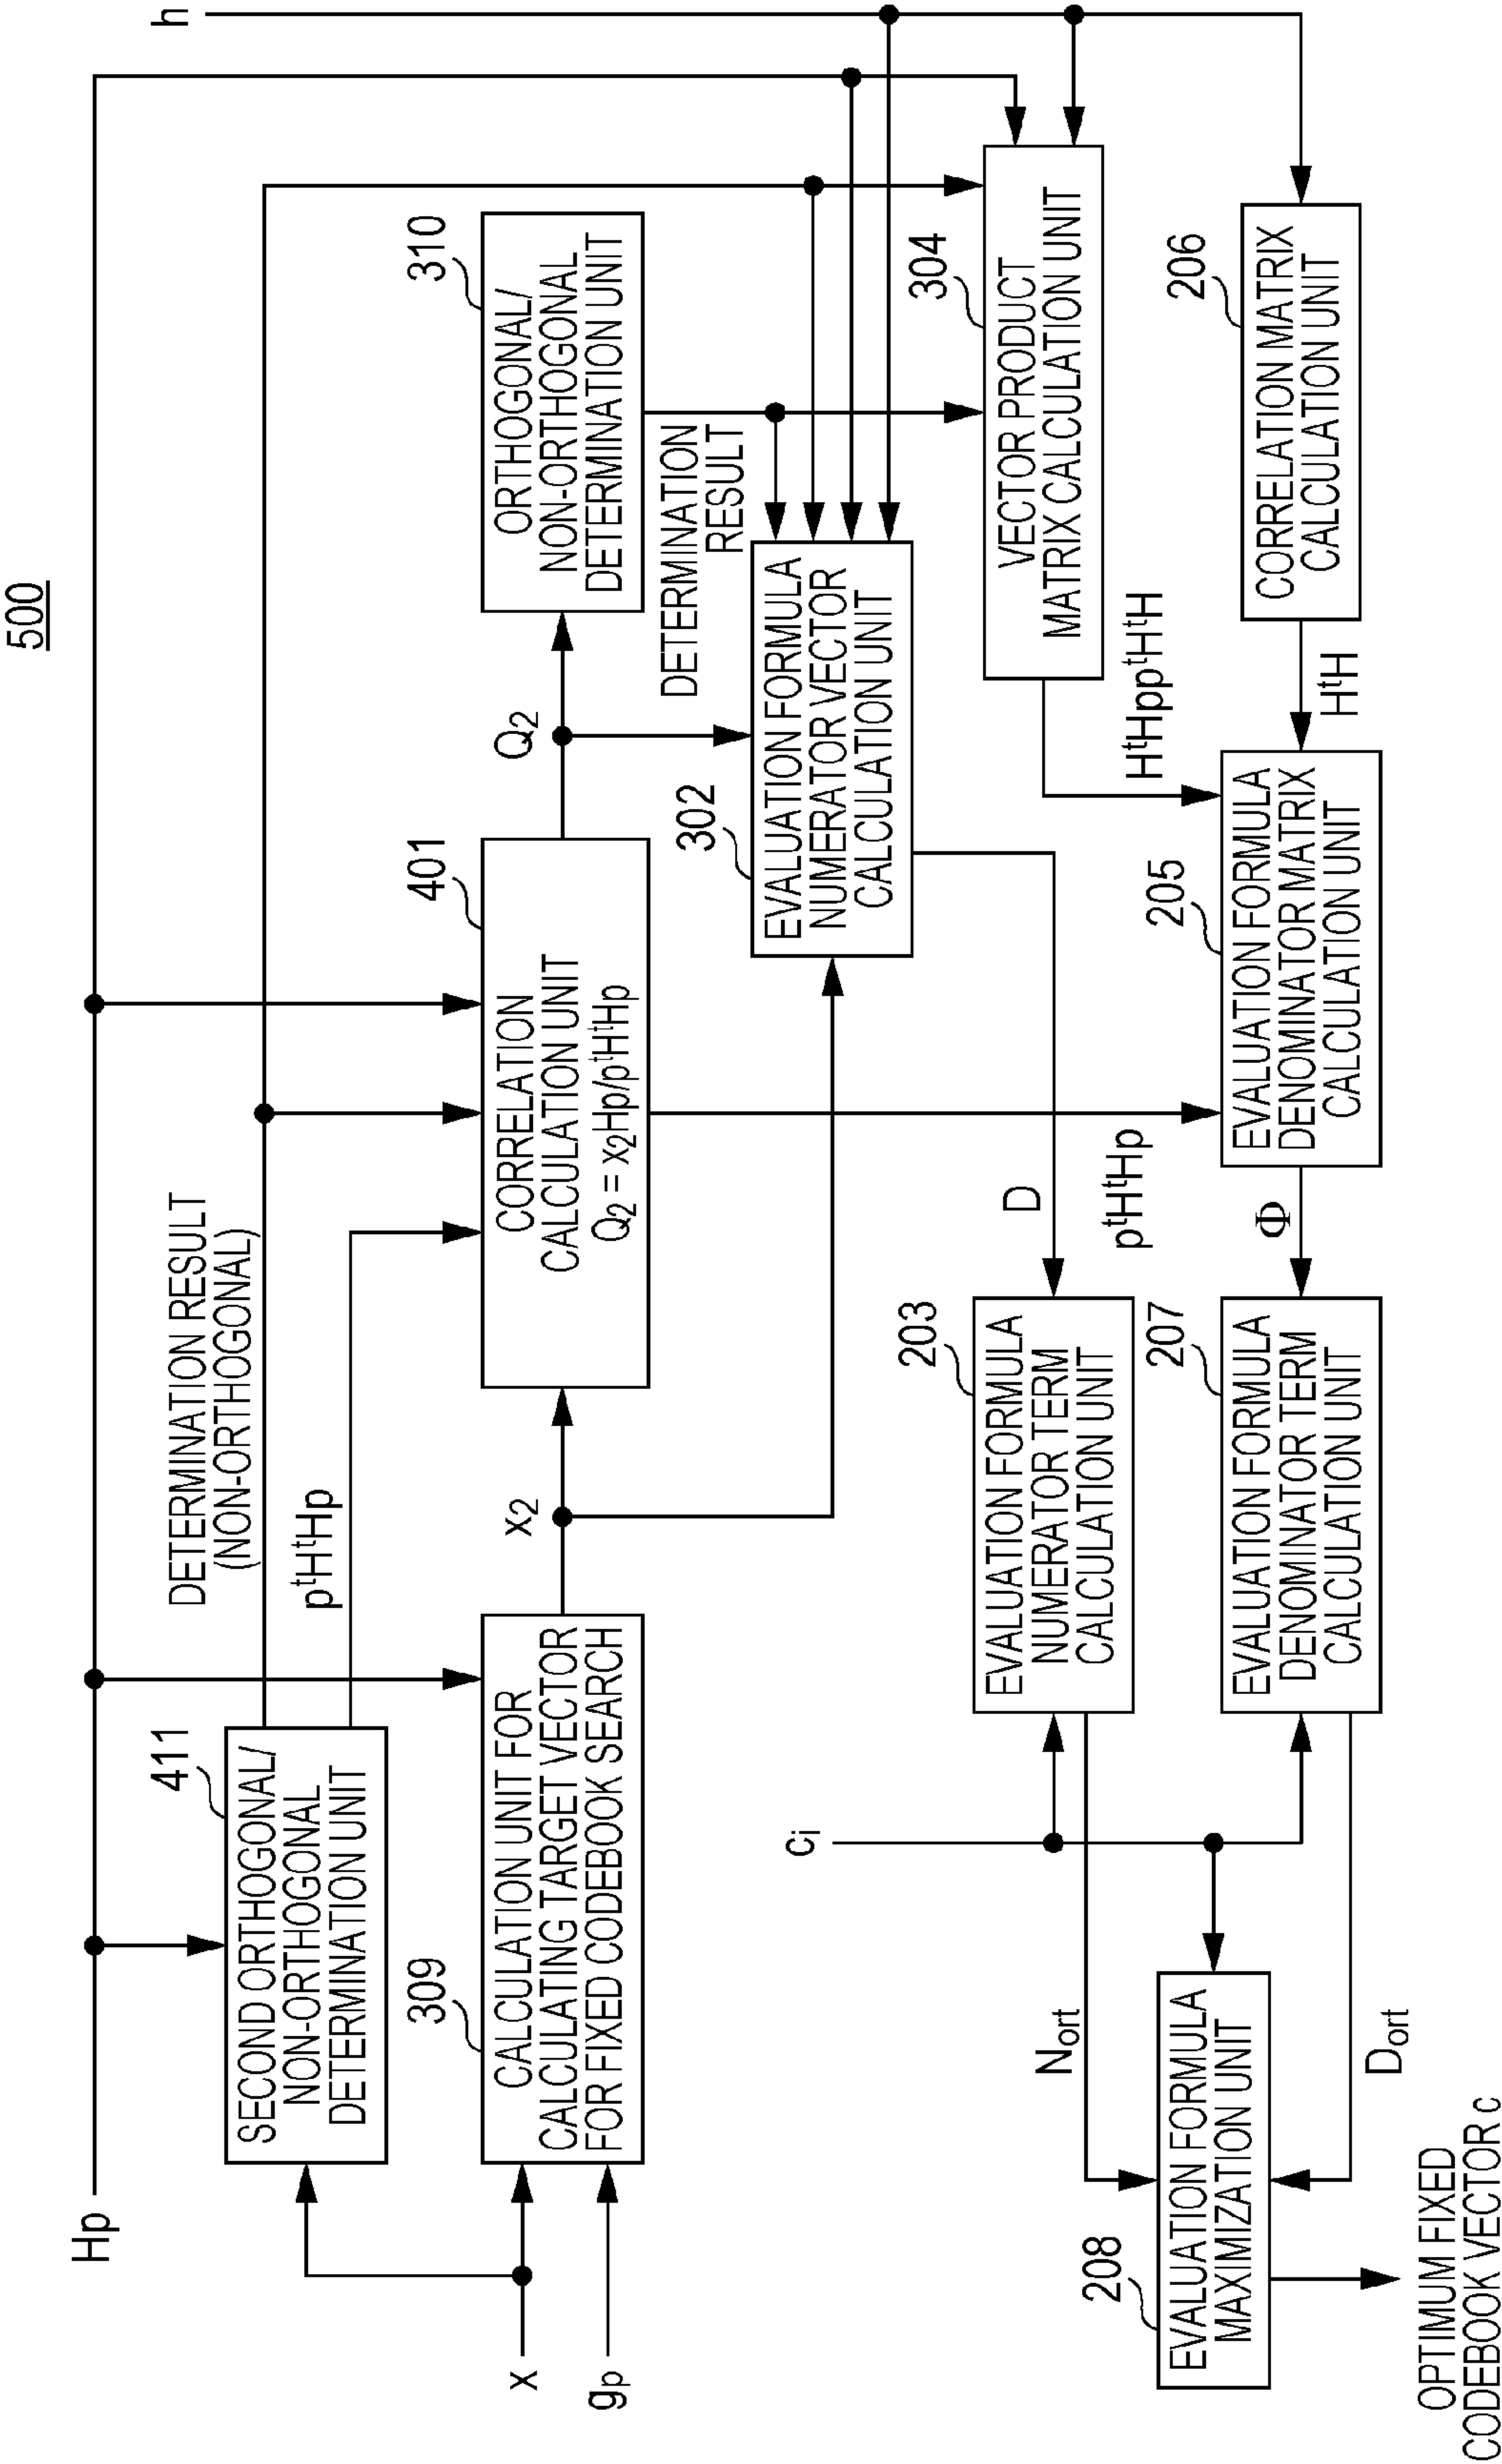 500
Hp
h
SECOND ORTHOGONAL/
NON-ORTHOGONAL
DETERMINATION UNIT
411
DETERMINATION RESULT
(NON-ORTHOGONAL)
pᵗHᵗHp
x
gₚ
309
CALCULATION UNIT FOR
CALCULATING TARGET VECTOR
FOR FIXED CODEBOOK SEARCH
x₂
401
CORRELATION
CALCULATION UNIT
Q₂ = x₂Hp/pᵗHᵗHp
Q₂
310
ORTHOGONAL/
NON-ORTHOGONAL
DETERMINATION UNIT
DETERMINATION
RESULT
302
EVALUATION FORMULA
NUMERATOR VECTOR
CALCULATION UNIT
304
VECTOR PRODUCT
MATRIX CALCULATION UNIT
HᵗHppᵗHᵗH
206
CORRELATION MATRIX
CALCULATION UNIT
HᵗH
205
EVALUATION FORMULA
DENOMINATOR MATRIX
CALCULATION UNIT
pᵗHᵗHp
D
Φ
203
EVALUATION FORMULA
NUMERATOR TERM
CALCULATION UNIT
207
EVALUATION FORMULA
DENOMINATOR TERM
CALCULATION UNIT
cᵢ
Nort
Dort
208
EVALUATION FORMULA
MAXIMIZATION UNIT
OPTIMUM FIXED
CODEBOOK VECTOR c